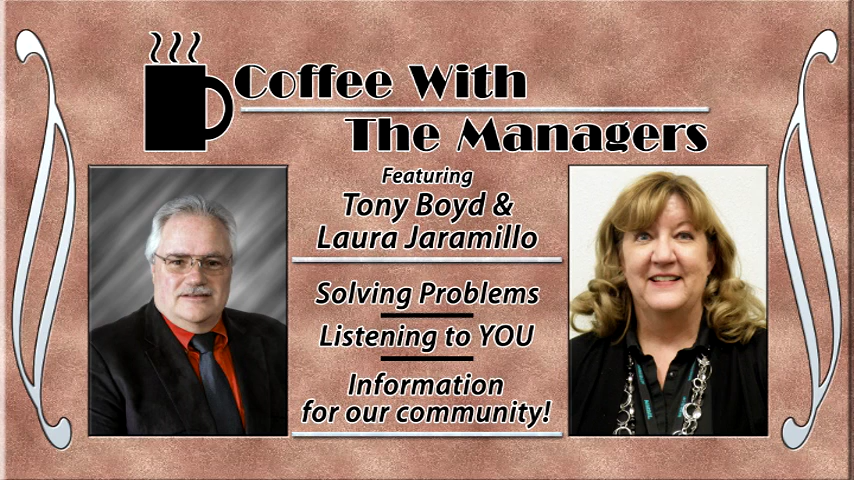 Coffee With
The Managers
Featuring
Tony Boyd &
Laura Jaramillo
Solving Problems
Listening to YOU
Information
for our community!